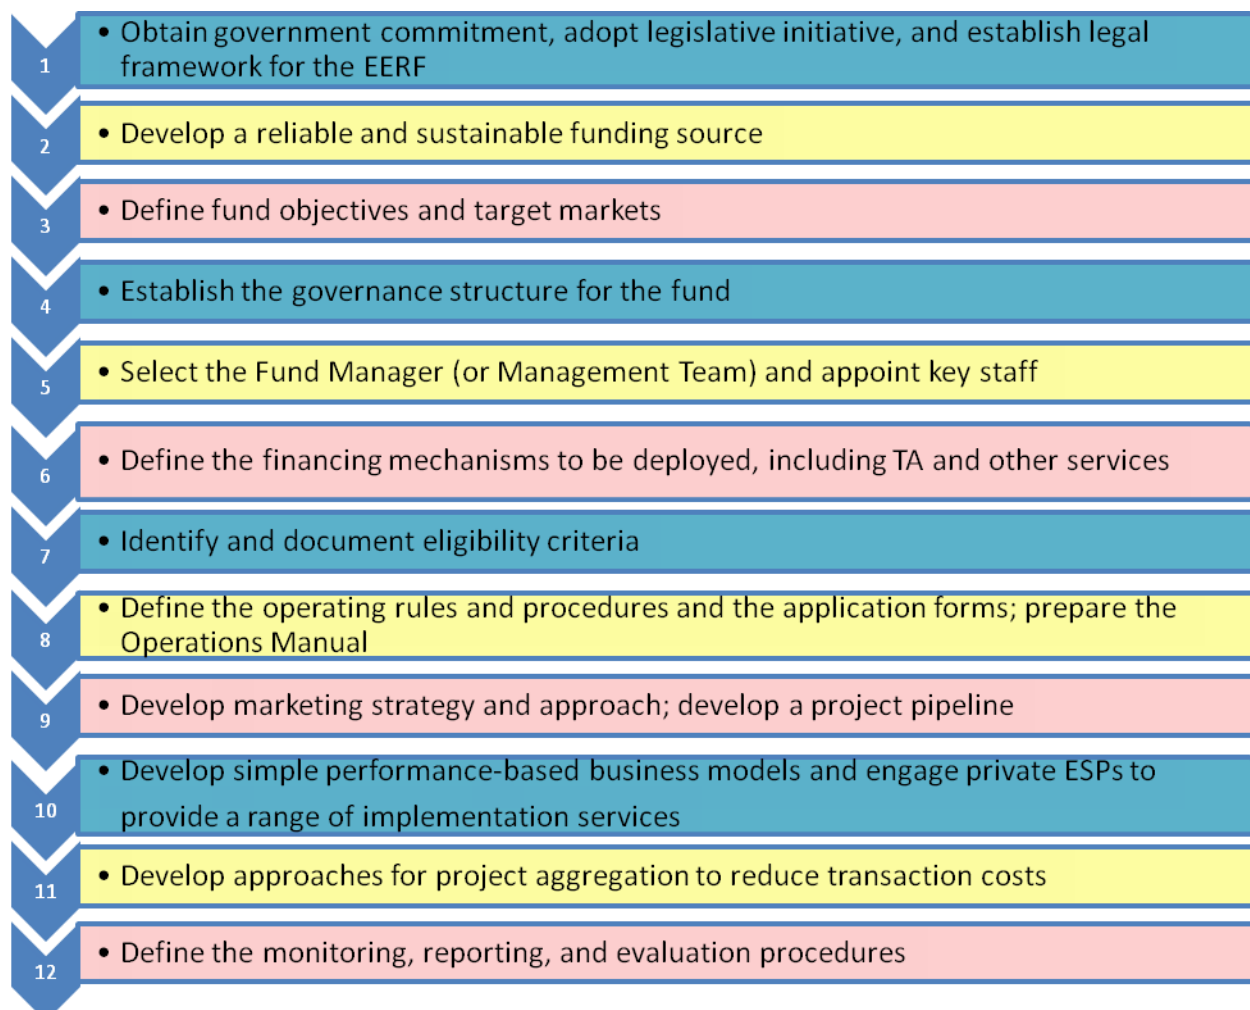 1
• Obtain government commitment, adopt legislative initiative, and establish legal
framework for the EERF
2
• Develop a reliable and sustainable funding source
3
• Define fund objectives and target markets
4
• Establish the governance structure for the fund
5
• Select the Fund Manager (or Management Team) and appoint key staff
6
• Define the financing mechanisms to be deployed, including TA and other services
7
• Identify and document eligibility criteria
8
• Define the operating rules and procedures and the application forms; prepare the
Operations Manual
9
• Develop marketing strategy and approach; develop a project pipeline
10
• Develop simple performance-based business models and engage private ESPs to
provide a range of implementation services
11
• Develop approaches for project aggregation to reduce transaction costs
12
• Define the monitoring, reporting, and evaluation procedures